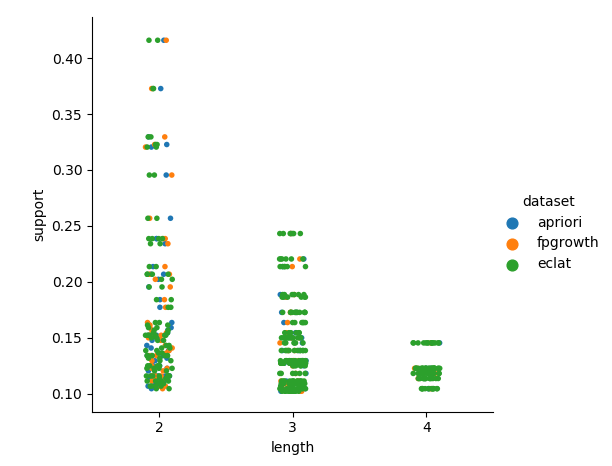 0.40
0.35
0.30
0.25
0.20
0.15
0.10
support
2
3
4
length
dataset
apriori
fpgrowth
eclat